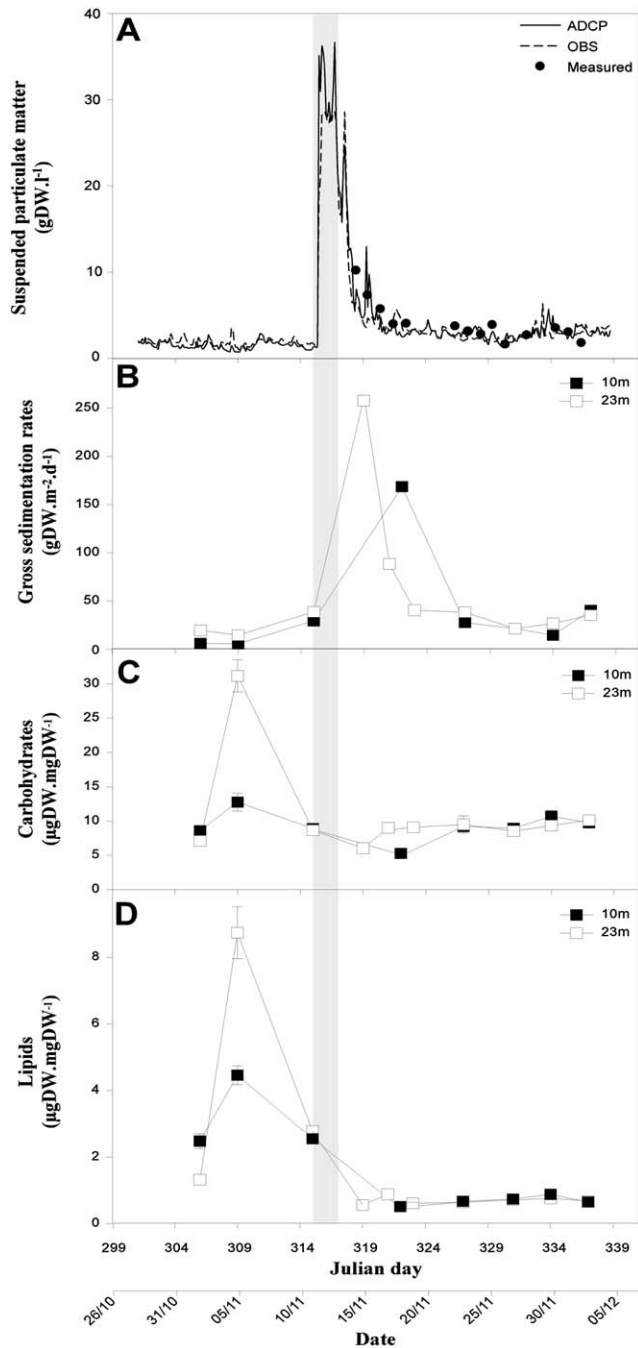 A
ADCP
OBS
Measured
Suspended particulate matter
(gDW.l⁻¹)
40
30
20
10
0
B
10m
23m
Gross sedimentation rates
(gDW.m⁻².d⁻¹)
250
200
150
100
50
0
C
10m
23m
Carbohydrates
(µgDW.mgDW⁻¹)
30
25
20
15
10
5
0
D
10m
23m
Lipids
(µgDW.mgDW⁻¹)
8
6
4
2
0
299 304 309 314 319 324 329 334 339
Julian day
26/10 31/10 05/11 10/11 15/11 20/11 25/11 30/11 05/12
Date